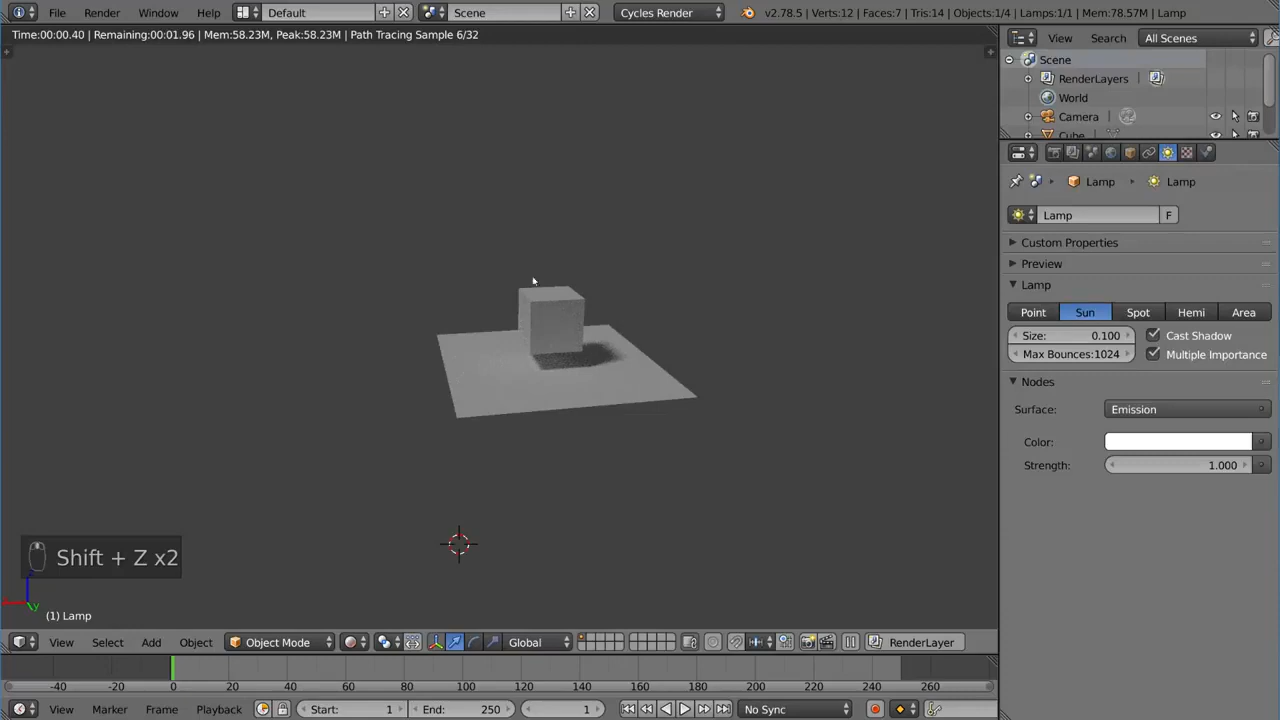 File Render Window Help Default Scene Cycles Render v2.78.5 | Verts:12 | Faces:7 | Tris:14 | Objects:1/4 | Lamps:1/1 | Mem:78.57M | Lamp
Time:00:00.40 | Remaining:00:01.96 | Mem:58.23M, Peak:58.23M | Path Tracing Sample 6/32
View Search All Scenes
Scene
RenderLayers
World
Camera
Cube
Lamp Lamp
Lamp F
Custom Properties
Preview
Lamp
Point Sun Spot Hemi Area
Size: 0.100 Cast Shadow
Max Bounces:1024 Multiple Importance
Nodes
Surface: Emission
Color:
Strength: 1.000
Shift + Z x2
y
(1) Lamp
View Select Add Object Object Mode Global RenderLayer
-40 -20 0 20 40 60 80 100 120 140 160 180 200 220 240 260
View Marker Frame Playback Start: 1 End: 250 1 No Sync